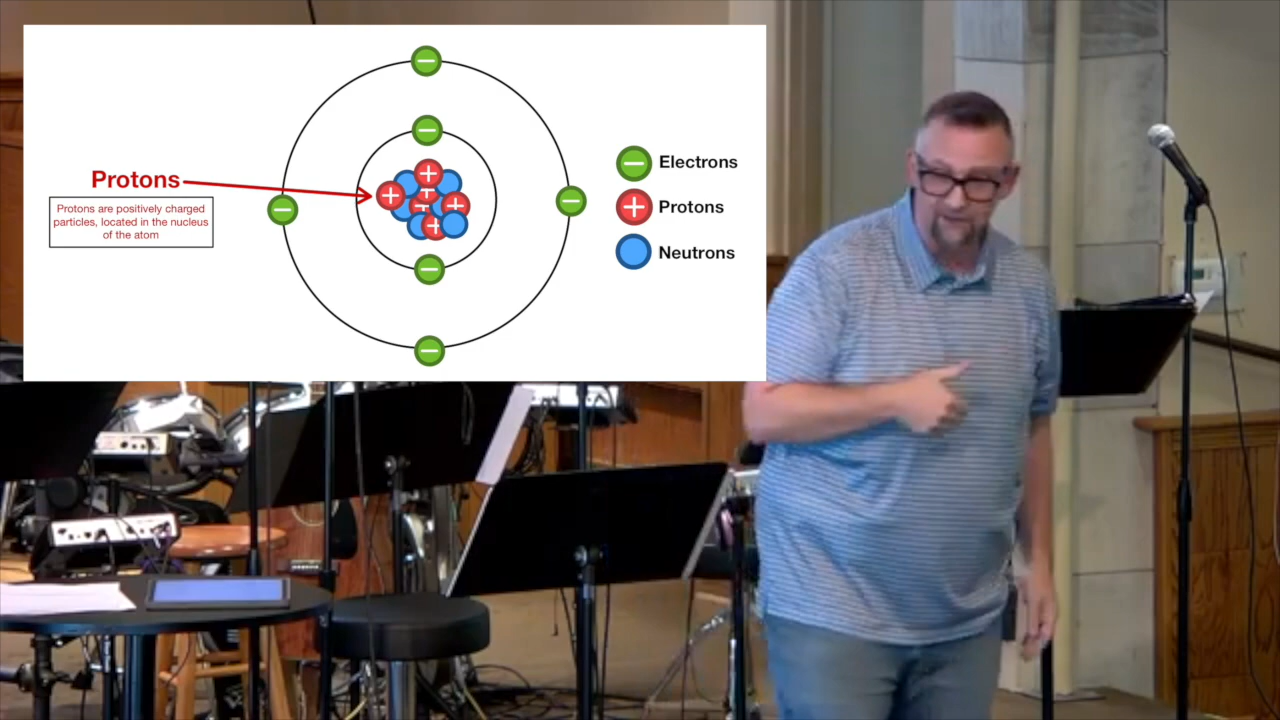 Protons
Protons are positively charged
particles, located in the nucleus
of the atom
Electrons
Protons
Neutrons